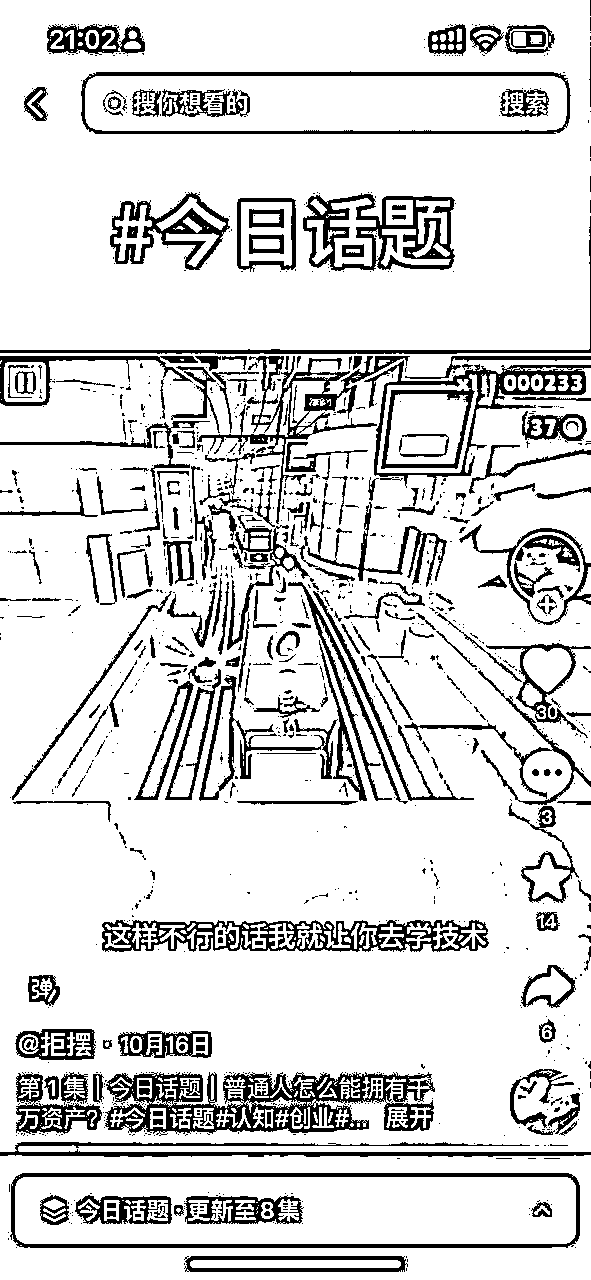 21:02
搜你想看的 搜索
#今日话题
x1 000233
37
30
3
14
6
这样不行的话我就让你去学技术
弹
@拒摆·10月16日
第1集 | 今日话题 | 普通人怎么能拥有千
万资产？#今日话题#认知#创业#... 展开
今日话题·更新至8集